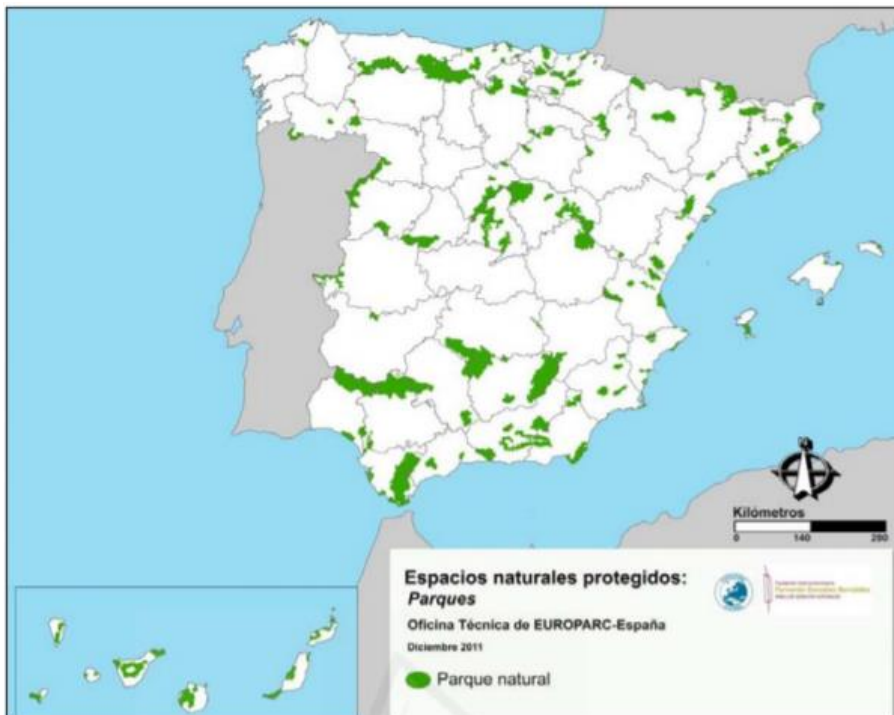 Kilómetros
0 140 280
Espacios naturales protegidos:
Parques
Oficina Técnica de EUROPARC-España
Diciembre 2011
Parque natural